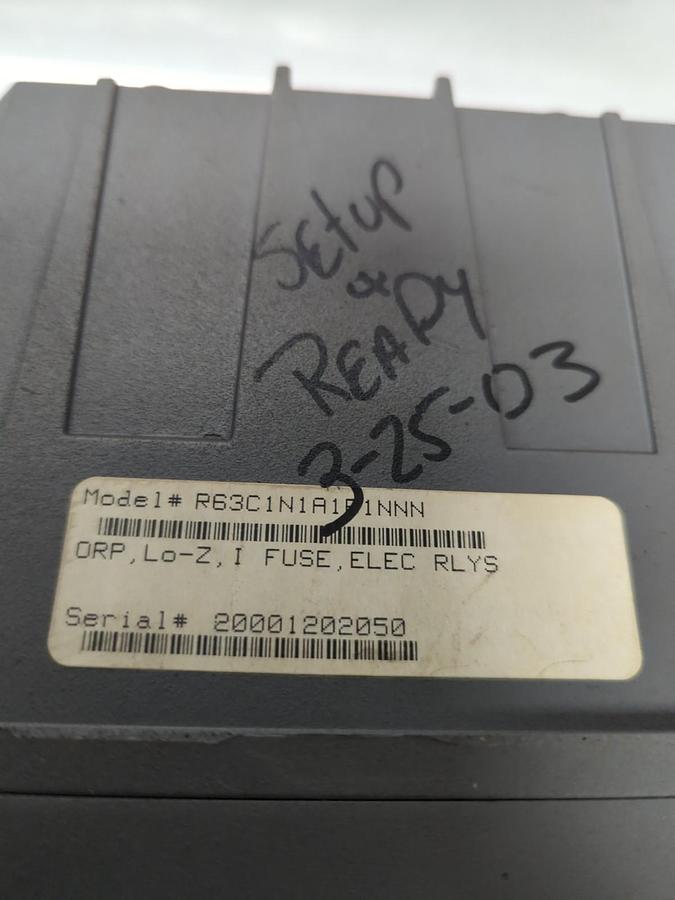 SEtUP
&
READY
3-25-03
Model# R63C1N1A1P1NNN
ORP,Lo-Z,I FUSE,ELEC RLYS
Serial# 20001202050